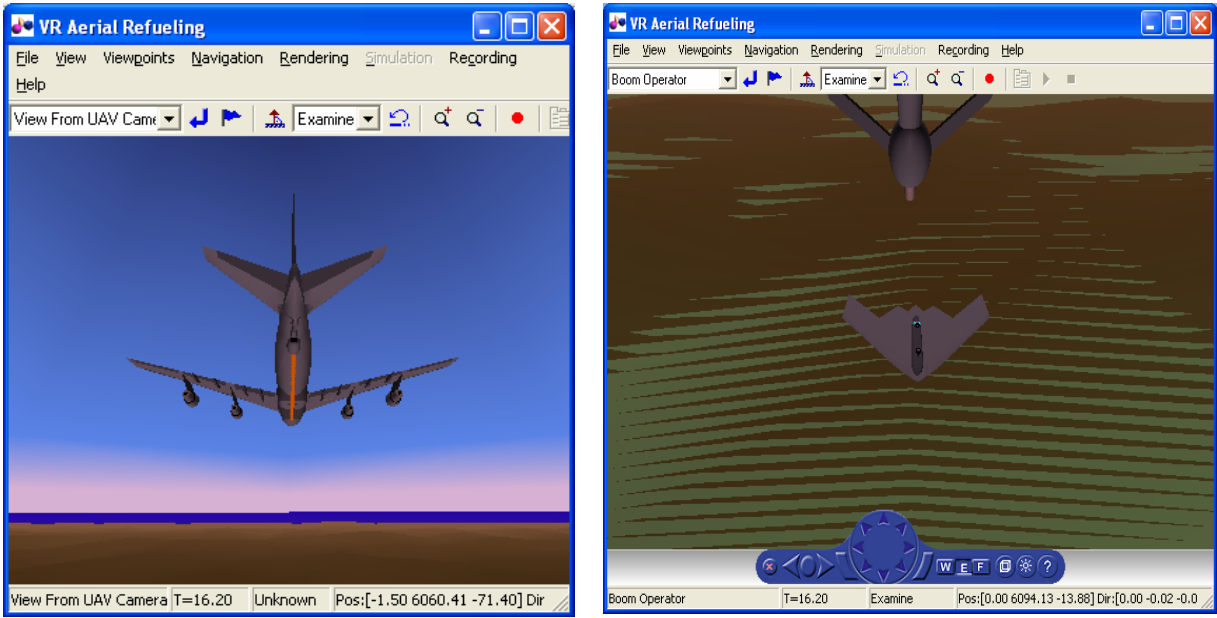 VR Aerial Refueling
File View Viewpoints Navigation Rendering Simulation Recording
Help
View From UAV Came Examine
View From UAV Camera T=16.20 Unknown Pos:[-1.50 6060.41 -71.40] Dir
VR Aerial Refueling
File View Viewpoints Navigation Rendering Simulation Recording Help
Boom Operator Examine
W E F ?
Boom Operator T=16.20 Examine Pos:[0.00 6094.13 -13.88] Dir:[0.00 -0.02 -0.0